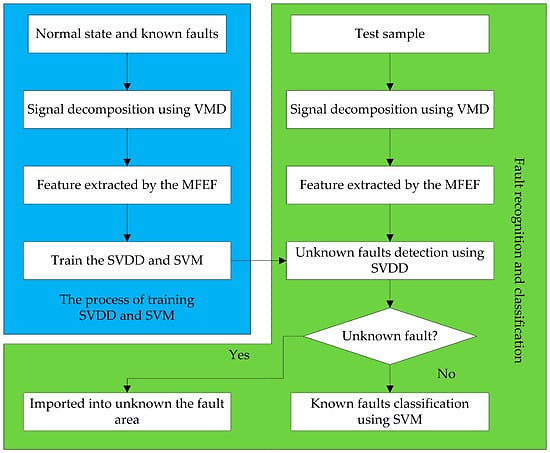 Normal state and known faults
Signal decomposition using VMD
Feature extracted by the MFEF
Train the SVDD and SVM
The process of training
SVDD and SVM
Test sample
Signal decomposition using VMD
Feature extracted by the MFEF
Unknown faults detection using
SVDD
Unknown fault?
Yes
No
Imported into unknown the fault
area
Known faults classification
using SVM
Fault recognition and classification